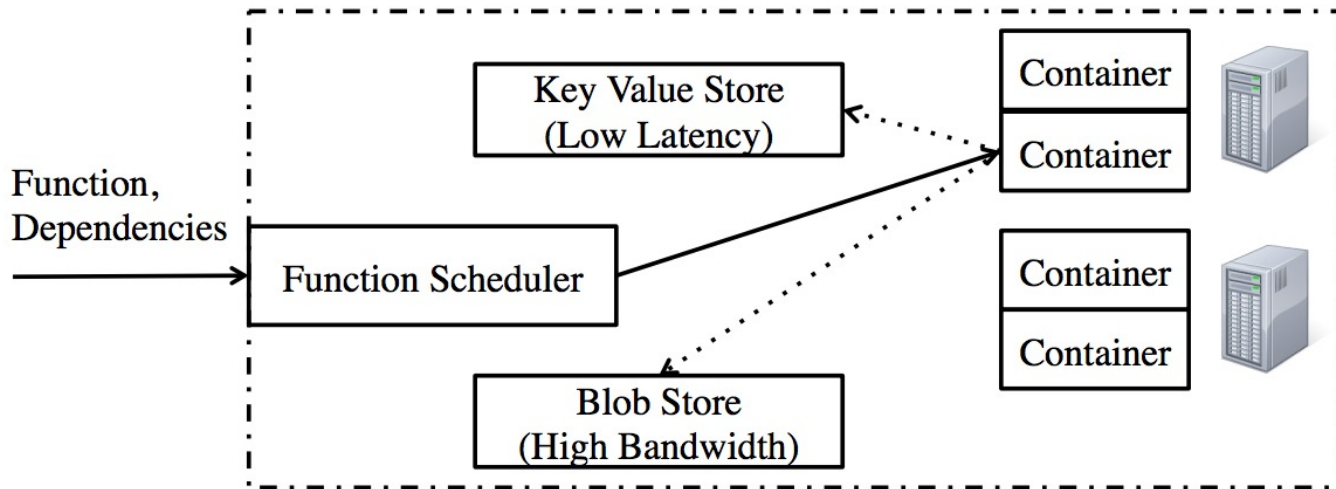 Function,
Dependencies
Function Scheduler
Key Value Store
(Low Latency)
Blob Store
(High Bandwidth)
Container
Container
Container
Container